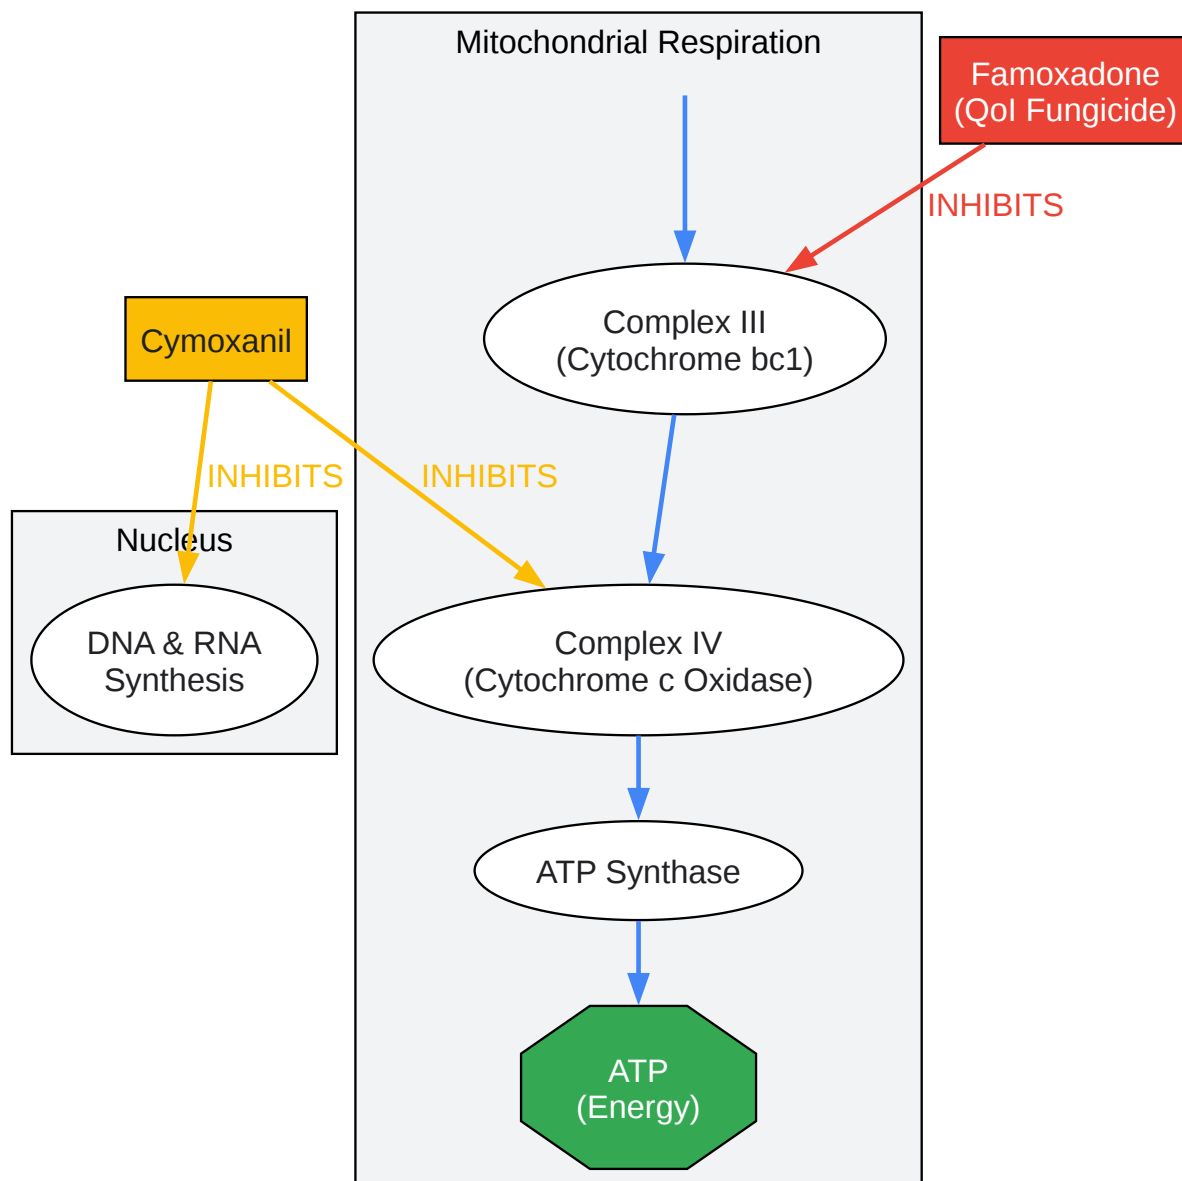 Mitochondrial Respiration
Famoxadone
(QoI Fungicide)
INHIBITS
Complex III
(Cytochrome bc1)
Cymoxanil
INHIBITS
INHIBITS
Nucleus
DNA & RNA
Synthesis
Complex IV
(Cytochrome c Oxidase)
ATP Synthase
ATP
(Energy)